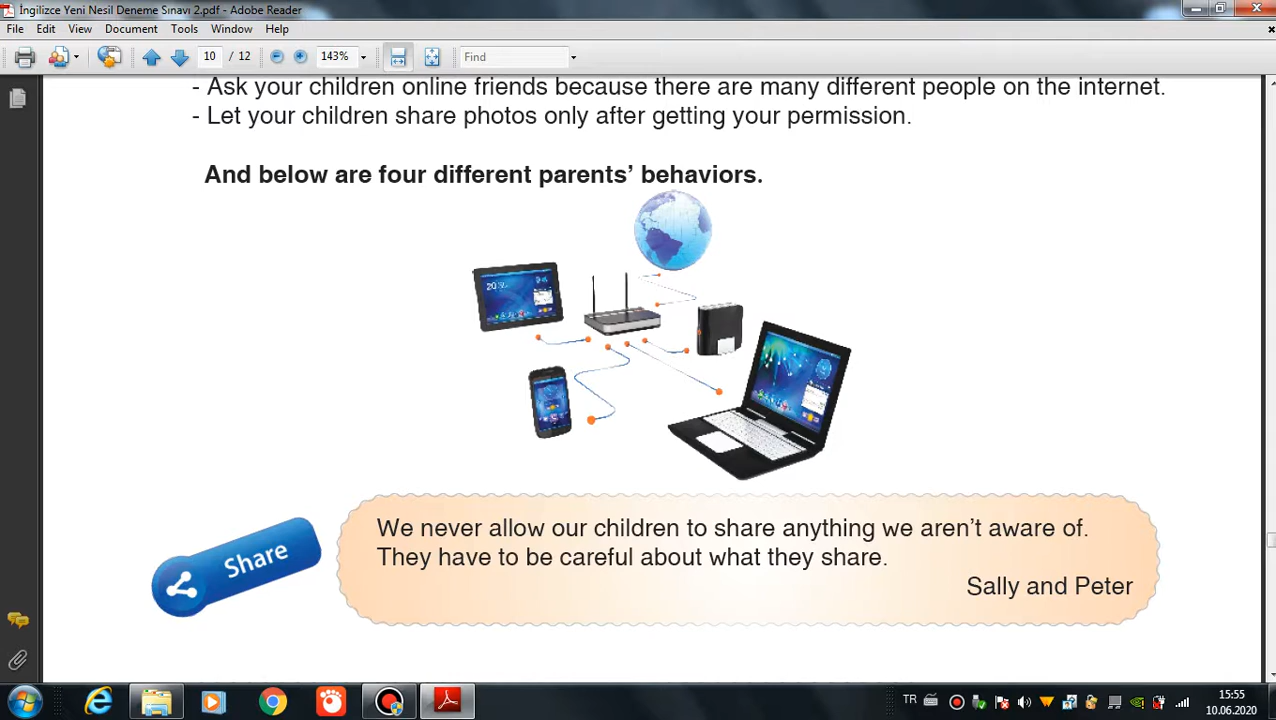 İngilizce Yeni Nesil Deneme Sınavı 2.pdf - Adobe Reader
File Edit View Document Tools Window Help
10 / 12 143% Find
- Ask your children online friends because there are many different people on the internet.
- Let your children share photos only after getting your permission.
And below are four different parents’ behaviors.
20
Share
We never allow our children to share anything we aren’t aware of.
They have to be careful about what they share.
Sally and Peter
TR
15:55
10.06.2020